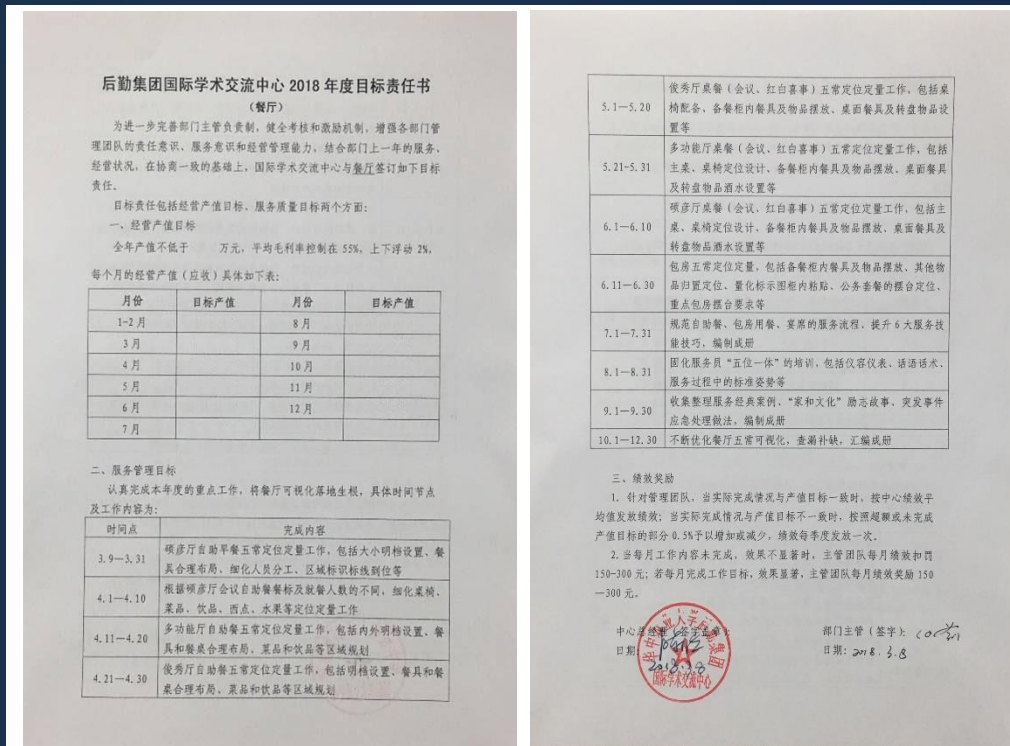 后勤集团国际学术交流中心 2018 年度目标责任书
（餐厅）
为进一步完善部门主管负责制，健全考核和激励机制，增强各部门管
理团队的责任意识、服务意识和经营管理能力，结合部门上一年的服务、
经营状况，在协商一致的基础上，国际学术交流中心与餐厅签订如下目标
责任。
目标责任包括经营产值目标、服务质量目标两个方面：
一、经营产值目标
全年产值不低于 万元，平均毛利率控制在 55%，上下浮动 2%，
每个月的经营产值（应收）具体如下表：
月份 目标产值 月份 目标产值
1-2 月 8 月
3 月 9 月
4 月 10 月
5 月 11 月
6 月 12 月
7 月
二、服务管理目标
认真完成本年度的重点工作，将餐厅可视化落地生根，具体时间节点
及工作内容为：
时间点 完成内容
3.9—3.31 硕彦厅自助早餐五常定位定量工作，包括大小明档设置、餐
具合理布局，细化人员分工、区域标识标线到位等
4.1—4.10 根据硕彦厅会议自助餐餐标及就餐人数的不同，细化桌椅、
菜品、饮品、西点、水果等定位定量工作
4.11—4.20 多功能厅自助餐五常定位定量工作，包括内外明档设置、餐
具和餐桌合理布局，菜品和饮品等区域规划
4.21—4.30 俊秀厅自助餐五常定位定量工作，包括明档设置、餐具和餐
桌合理布局，菜品和饮品等区域规划
5.1—5.20 俊秀厅桌餐（会议、红白喜事）五常定位定量工作，包括桌
椅配备、备餐柜内餐具及物品摆放、桌面餐具及转盘物品设
置等
5.21-5.31 多功能厅桌餐（会议、红白喜事）五常定位定量工作，包括
主桌、桌椅定位设计、备餐柜内餐具及物品摆放、桌面餐具
及转盘物品酒水设置等
6.1—6.10 硕彦厅桌餐（会议、红白喜事）五常定位定量工作，包括主
桌、桌椅定位设计、备餐柜内餐具及物品摆放、桌面餐具及
转盘物品酒水设置等
6.11—6.30 包房五常定位定量，包括备餐柜内餐具及物品摆放、其他物
品归置定位、量化标示图柜内粘贴、公务套餐的摆台定位、
重点包房摆台要求等
7.1—7.31 规范自助餐、包房用餐、宴席的服务流程、提升 6 大服务技
能技巧，编制成册
8.1—8.31 固化服务员“五位一体”的培训，包括仪容仪表、话语话术、
服务过程中的标准姿势等
9.1—9.30 收集整理服务经典案例、“家和文化”励志故事、突发事件
应急处理做法，编制成册
10.1—12.30 不断优化餐厅五常可视化，查漏补缺，汇编成册
三、绩效奖励
1. 针对管理团队，当实际完成情况与产值目标一致时，按中心绩效平
均值发放绩效；当实际完成情况与产值目标不一致时，按照超额或未完成
产值目标的部分 0.5%予以增加或减少，绩效每季度发放一次。
2. 当每月工作内容未完成，效果不显著时，主管团队每月绩效扣罚
150-300 元；若每月完成工作目标，效果显著，主管团队每月绩效奖励 150
—300 元。
中心总经理（签字盖章）： 部门主管（签字）：
日期：2018.3.8 日期：2018.3.8
国际学术交流中心